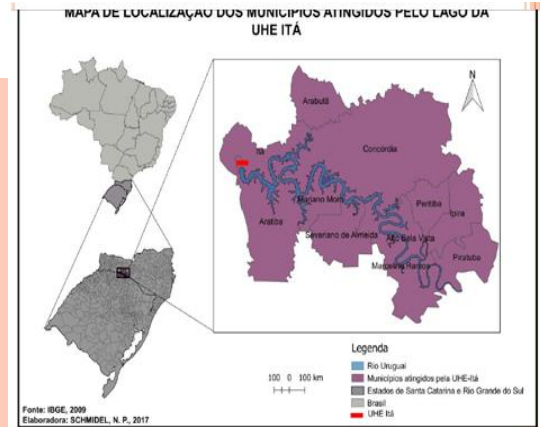 MAPA DE LOCALIZAÇÃO DOS MUNICÍPIOS ATINGIDOS PELO LAGO DA
UHE ITÁ
N
Arabutã
Itá
Concórdia
Mariano Moro
Peritiba
Ipira
Aratiba
Severiano de Almeida
Alto Bela Vista
Marcelino Ramos
Piratuba
Legenda
Rio Uruguai
Municípios atingidos pela UHE-Itá
Estados de Santa Catarina e Rio Grande do Sul
Brasil
UHE Itá
100 0 100 km
Fonte: IBGE, 2009
Elaboradora: SCHMIDEL, N. P., 2017